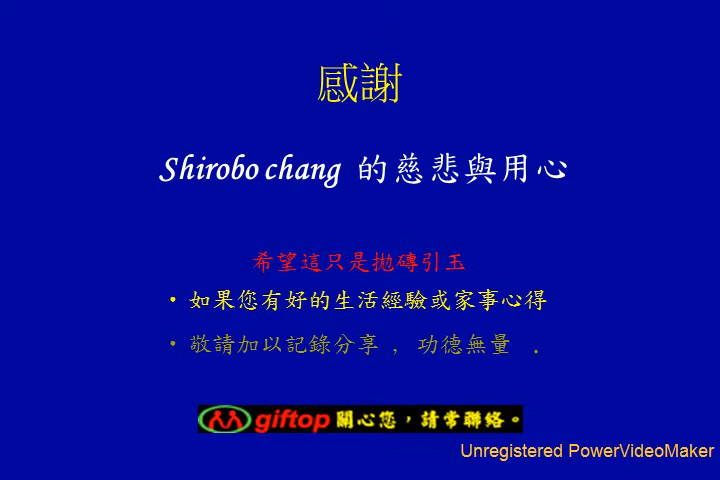 感謝
Shirobo chang 的慈悲與用心
希望這只是拋磚引玉
• 如果您有好的生活經驗或家事心得
• 敬請加以記錄分享 , 功德無量 .
giftop 關心您，請常聯絡。
Unregistered PowerVideoMaker